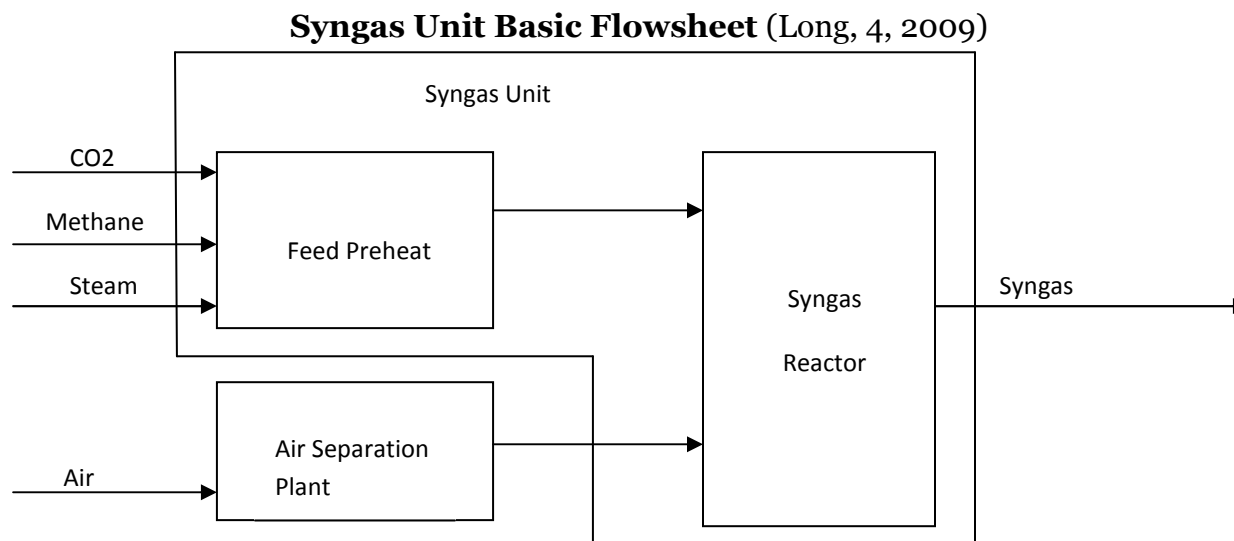 Syngas Unit Basic Flowsheet (Long, 4, 2009)
Syngas Unit
CO2
Methane
Steam
Feed Preheat
Syngas
Reactor
Syngas
Air Separation
Plant
Air